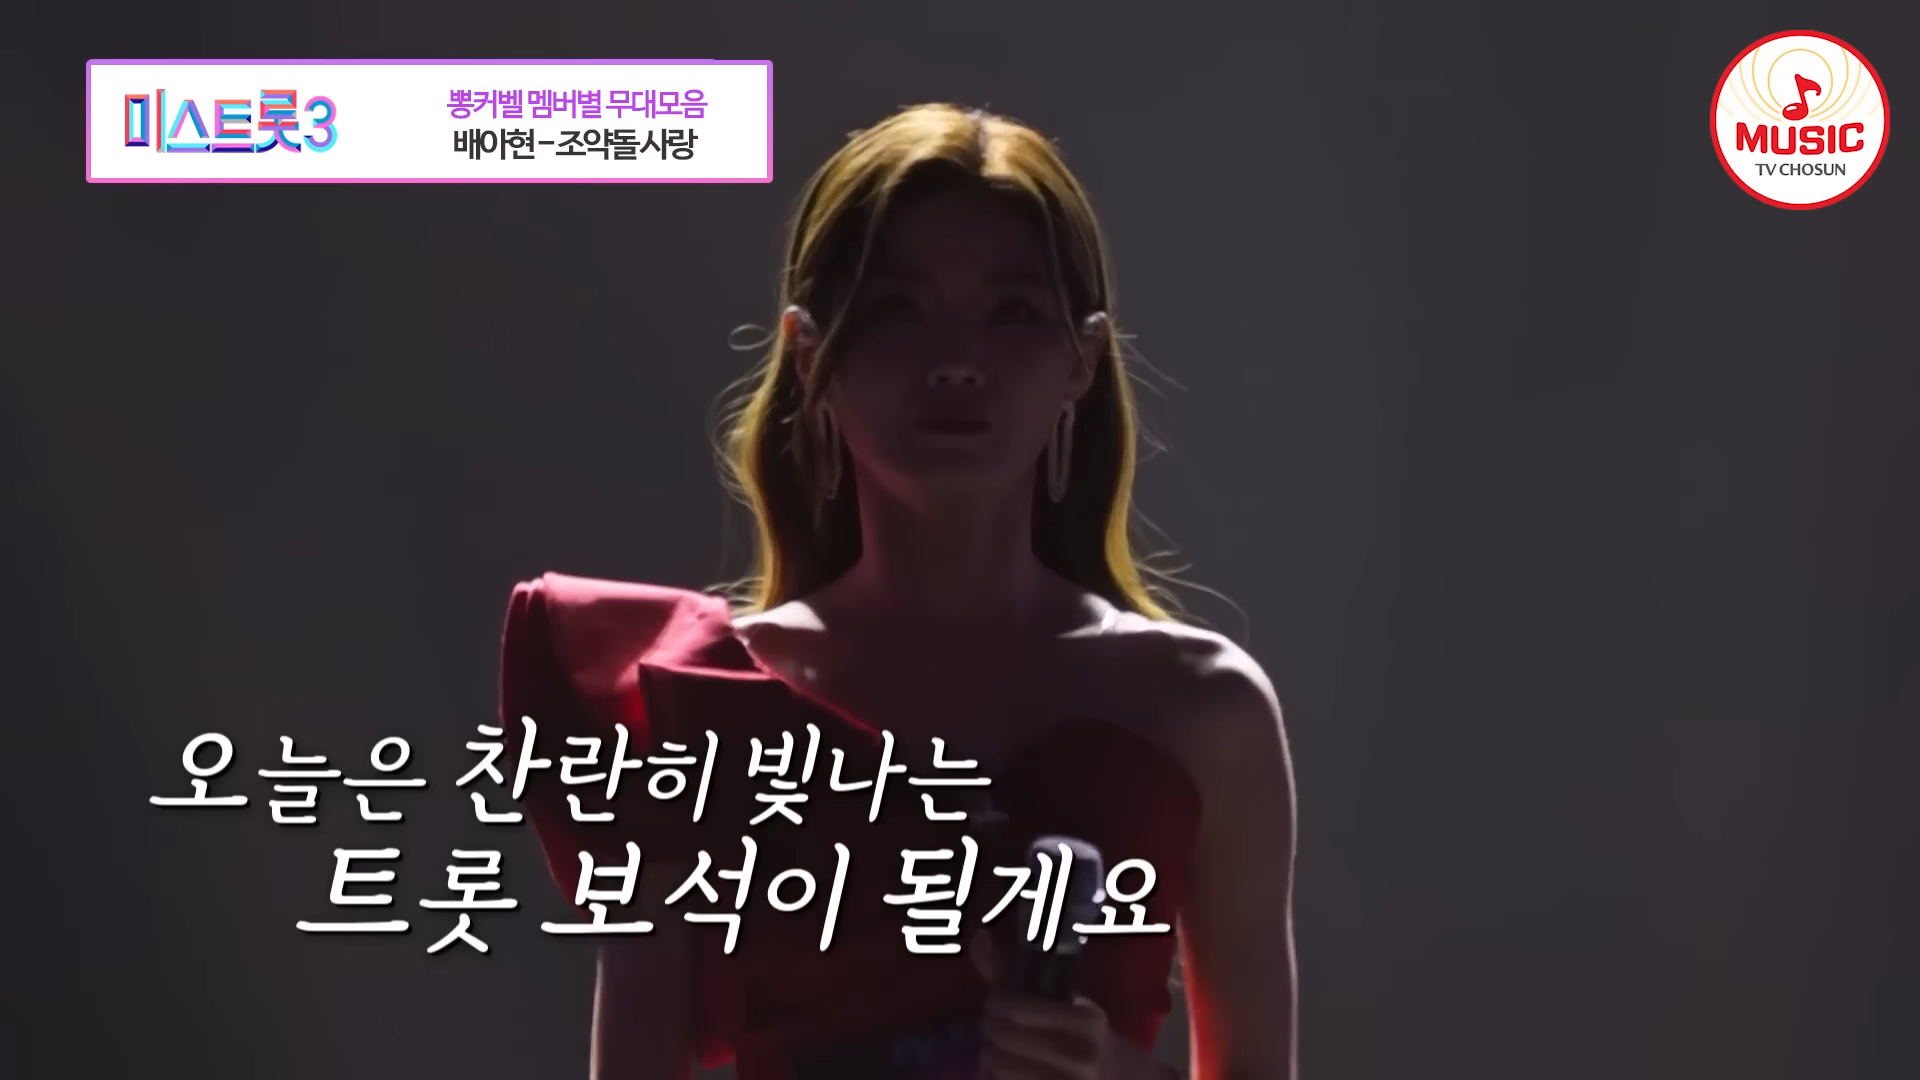 미스트롯3
뽕커벨 멤버별 무대모음
배아현-조약돌 사랑
MUSIC
TV CHOSUN
오늘은 찬란히 빛나는
트롯 보석이 될게요